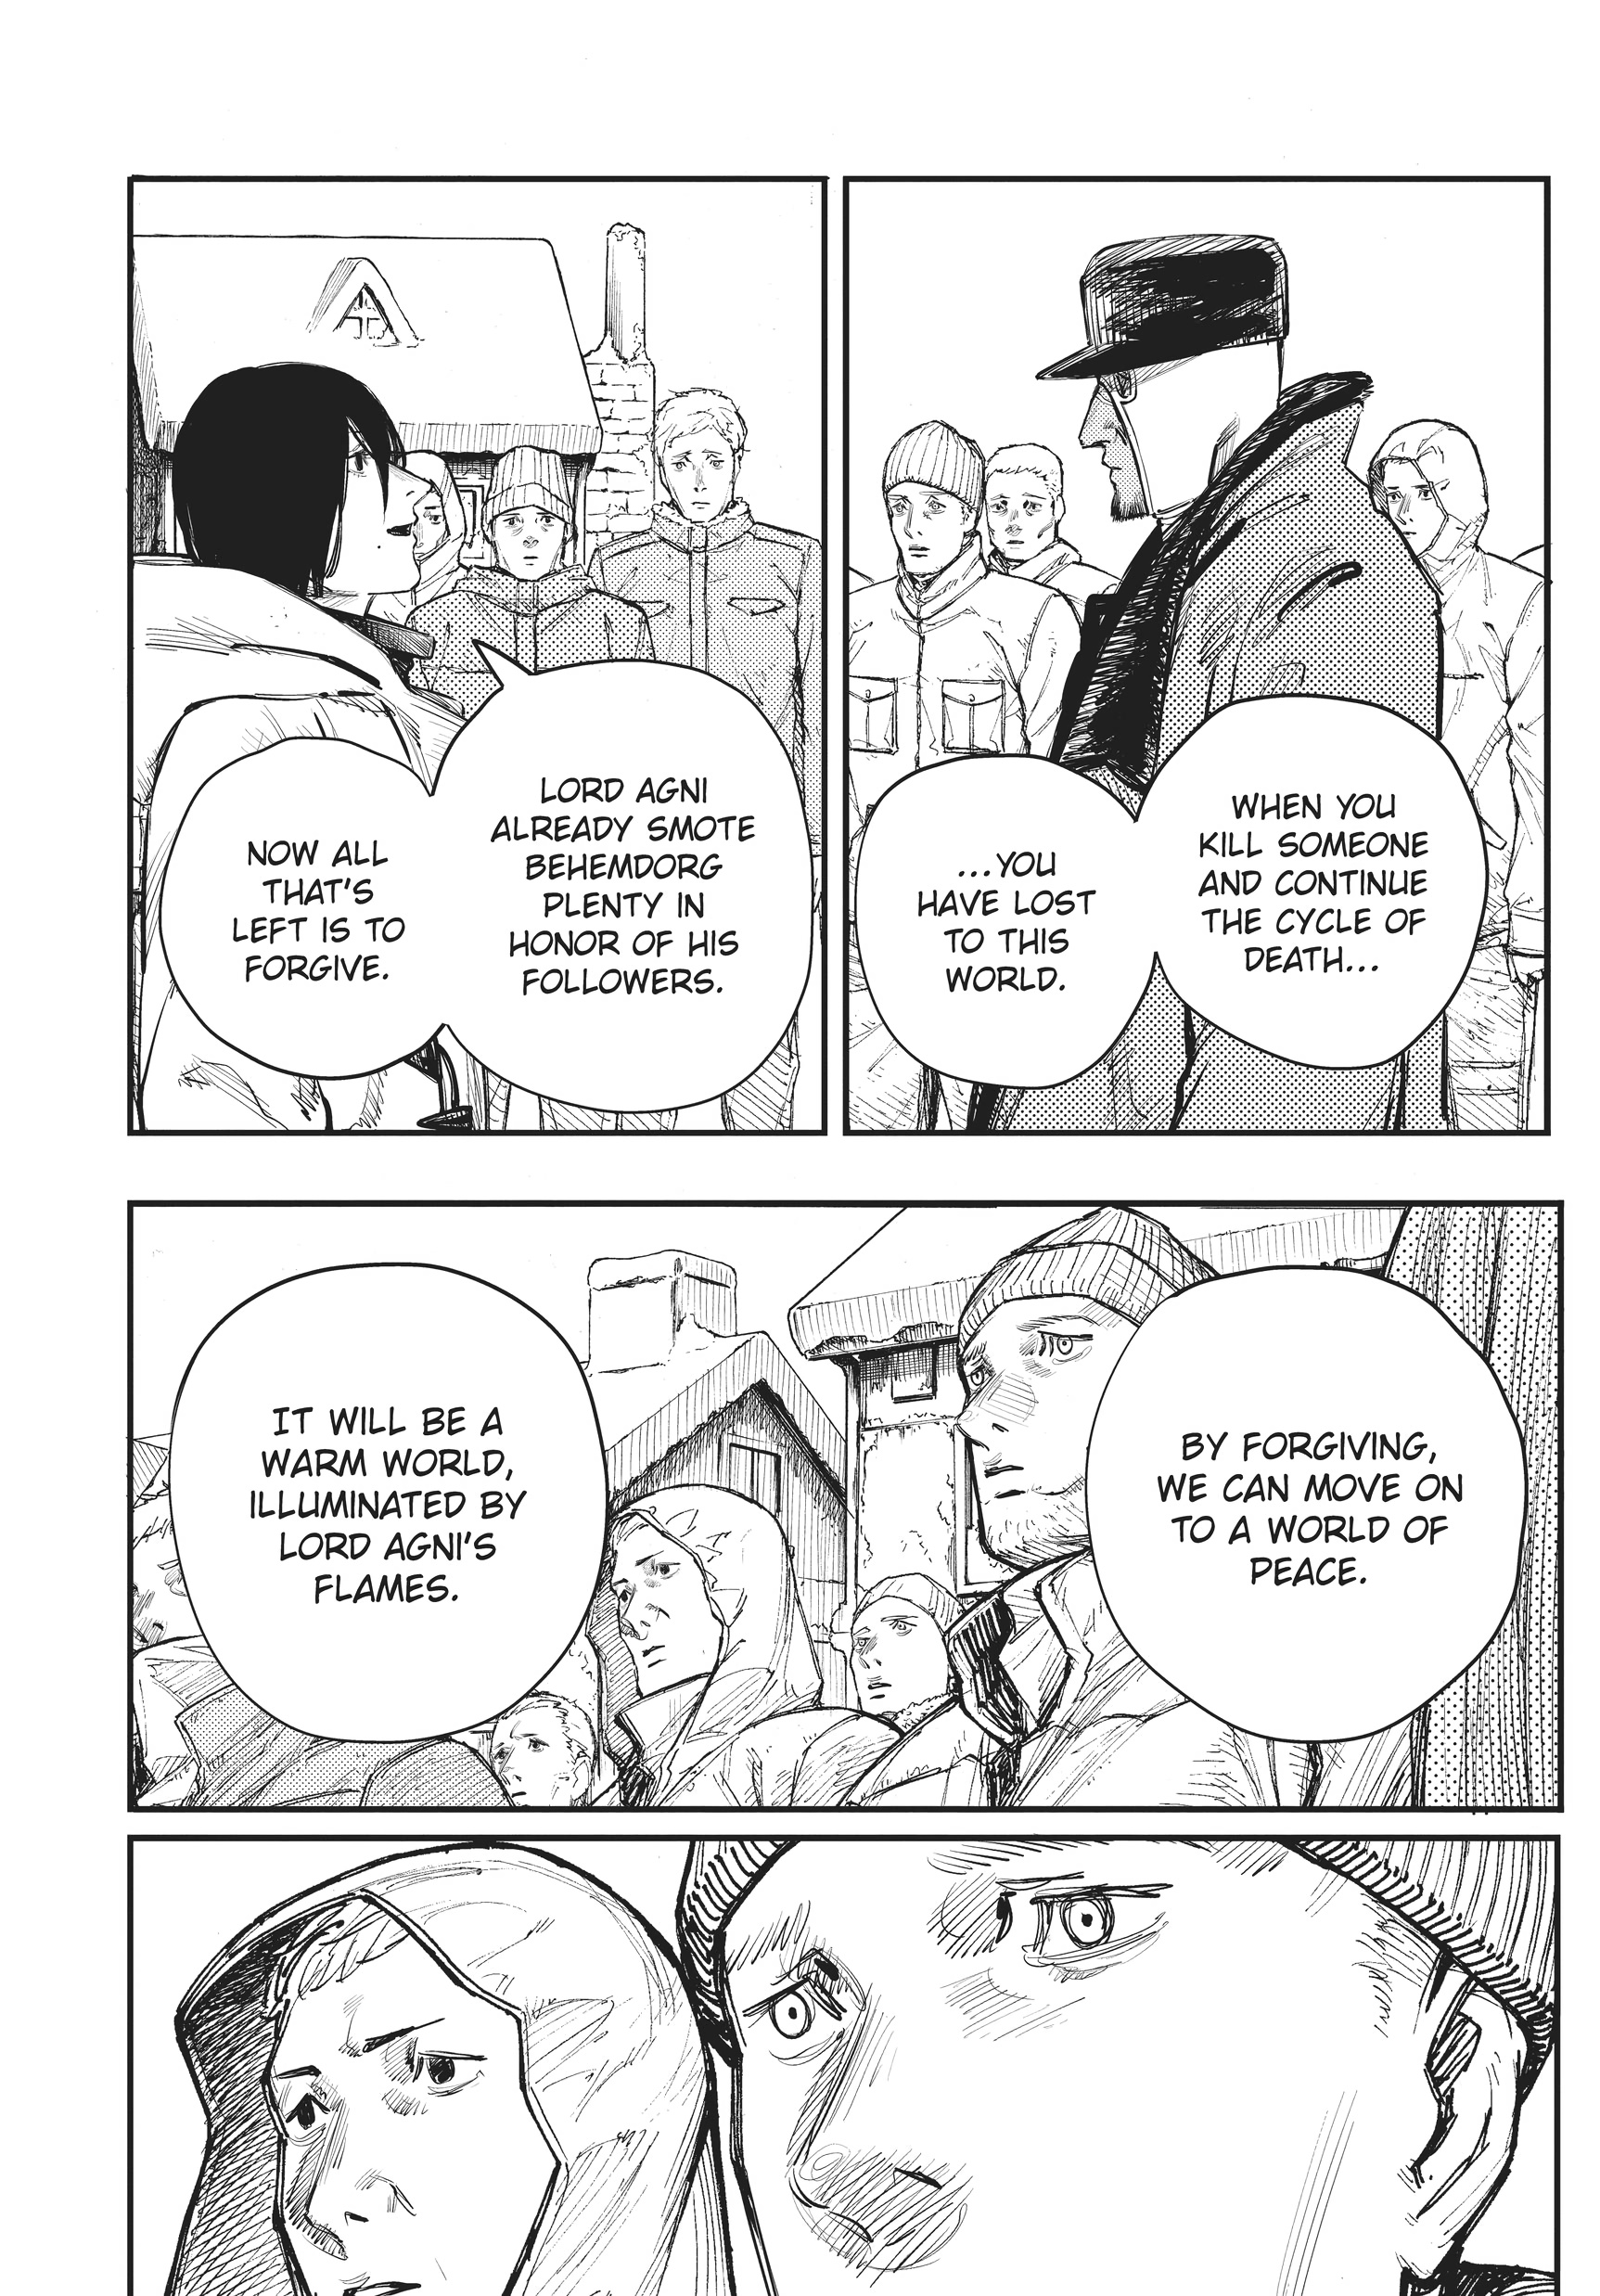 WHEN YOU
KILL SOMEONE
AND CONTINUE
THE CYCLE OF
DEATH...
...YOU
HAVE LOST
TO THIS
WORLD.
LORD AGNI
ALREADY SMOTE
BEHEMDORG
PLENTY IN
HONOR OF HIS
FOLLOWERS.
NOW ALL
THAT'S
LEFT IS TO
FORGIVE.
BY FORGIVING,
WE CAN MOVE ON
TO A WORLD OF
PEACE.
IT WILL BE A
WARM WORLD,
ILLUMINATED BY
LORD AGNI'S
FLAMES.